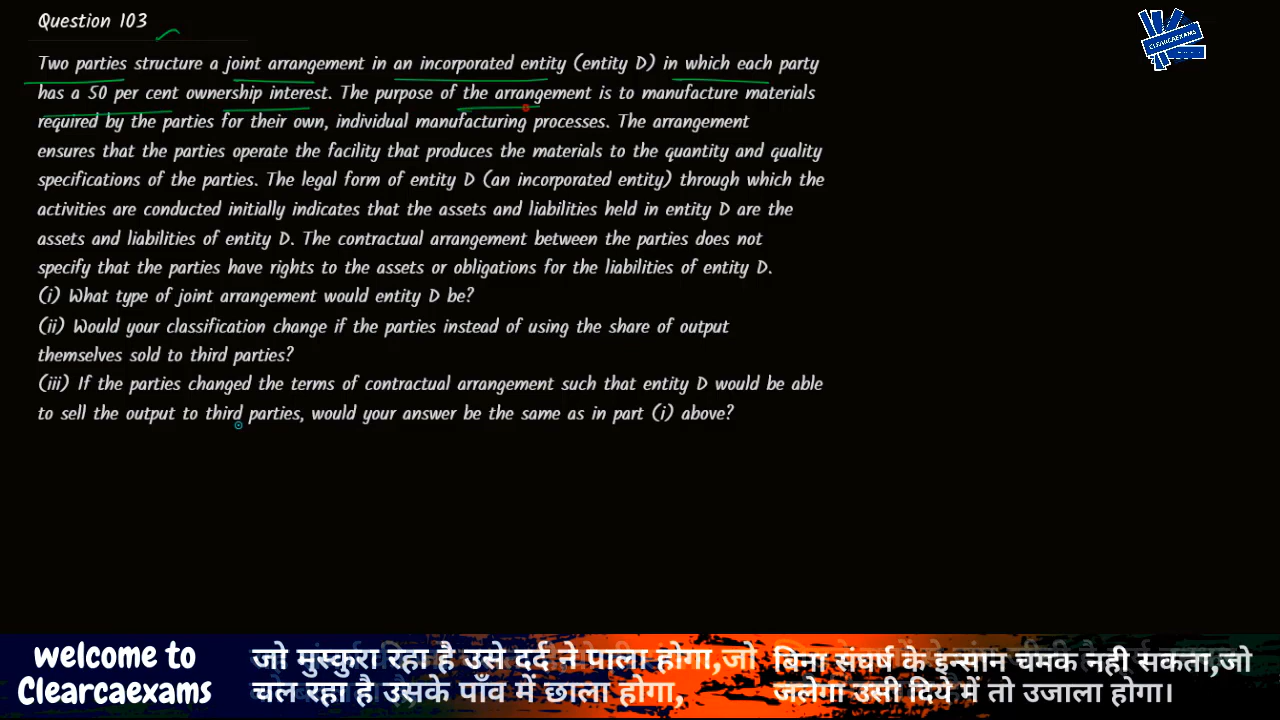 Question 103
CLEARCAEXAMS
Two parties structure a joint arrangement in an incorporated entity (entity D) in which each party
has a 50 per cent ownership interest. The purpose of the arrangement is to manufacture materials
required by the parties for their own, individual manufacturing processes. The arrangement
ensures that the parties operate the facility that produces the materials to the quantity and quality
specifications of the parties. The legal form of entity D (an incorporated entity) through which the
activities are conducted initially indicates that the assets and liabilities held in entity D are the
assets and liabilities of entity D. The contractual arrangement between the parties does not
specify that the parties have rights to the assets or obligations for the liabilities of entity D.
(i) What type of joint arrangement would entity D be?
(ii) Would your classification change if the parties instead of using the share of output
themselves sold to third parties?
(iii) If the parties changed the terms of contractual arrangement such that entity D would be able
to sell the output to third parties, would your answer be the same as in part (i) above?
welcome to
Clearcaexams
जो मुस्कुरा रहा है उसे दर्द ने पाला होगा,जो
चल रहा है उसके पाँव में छाला होगा,
बिना संघर्ष के इन्सान चमक नही सकता,जो
जलेगा उसी दिये में तो उजाला होगा।